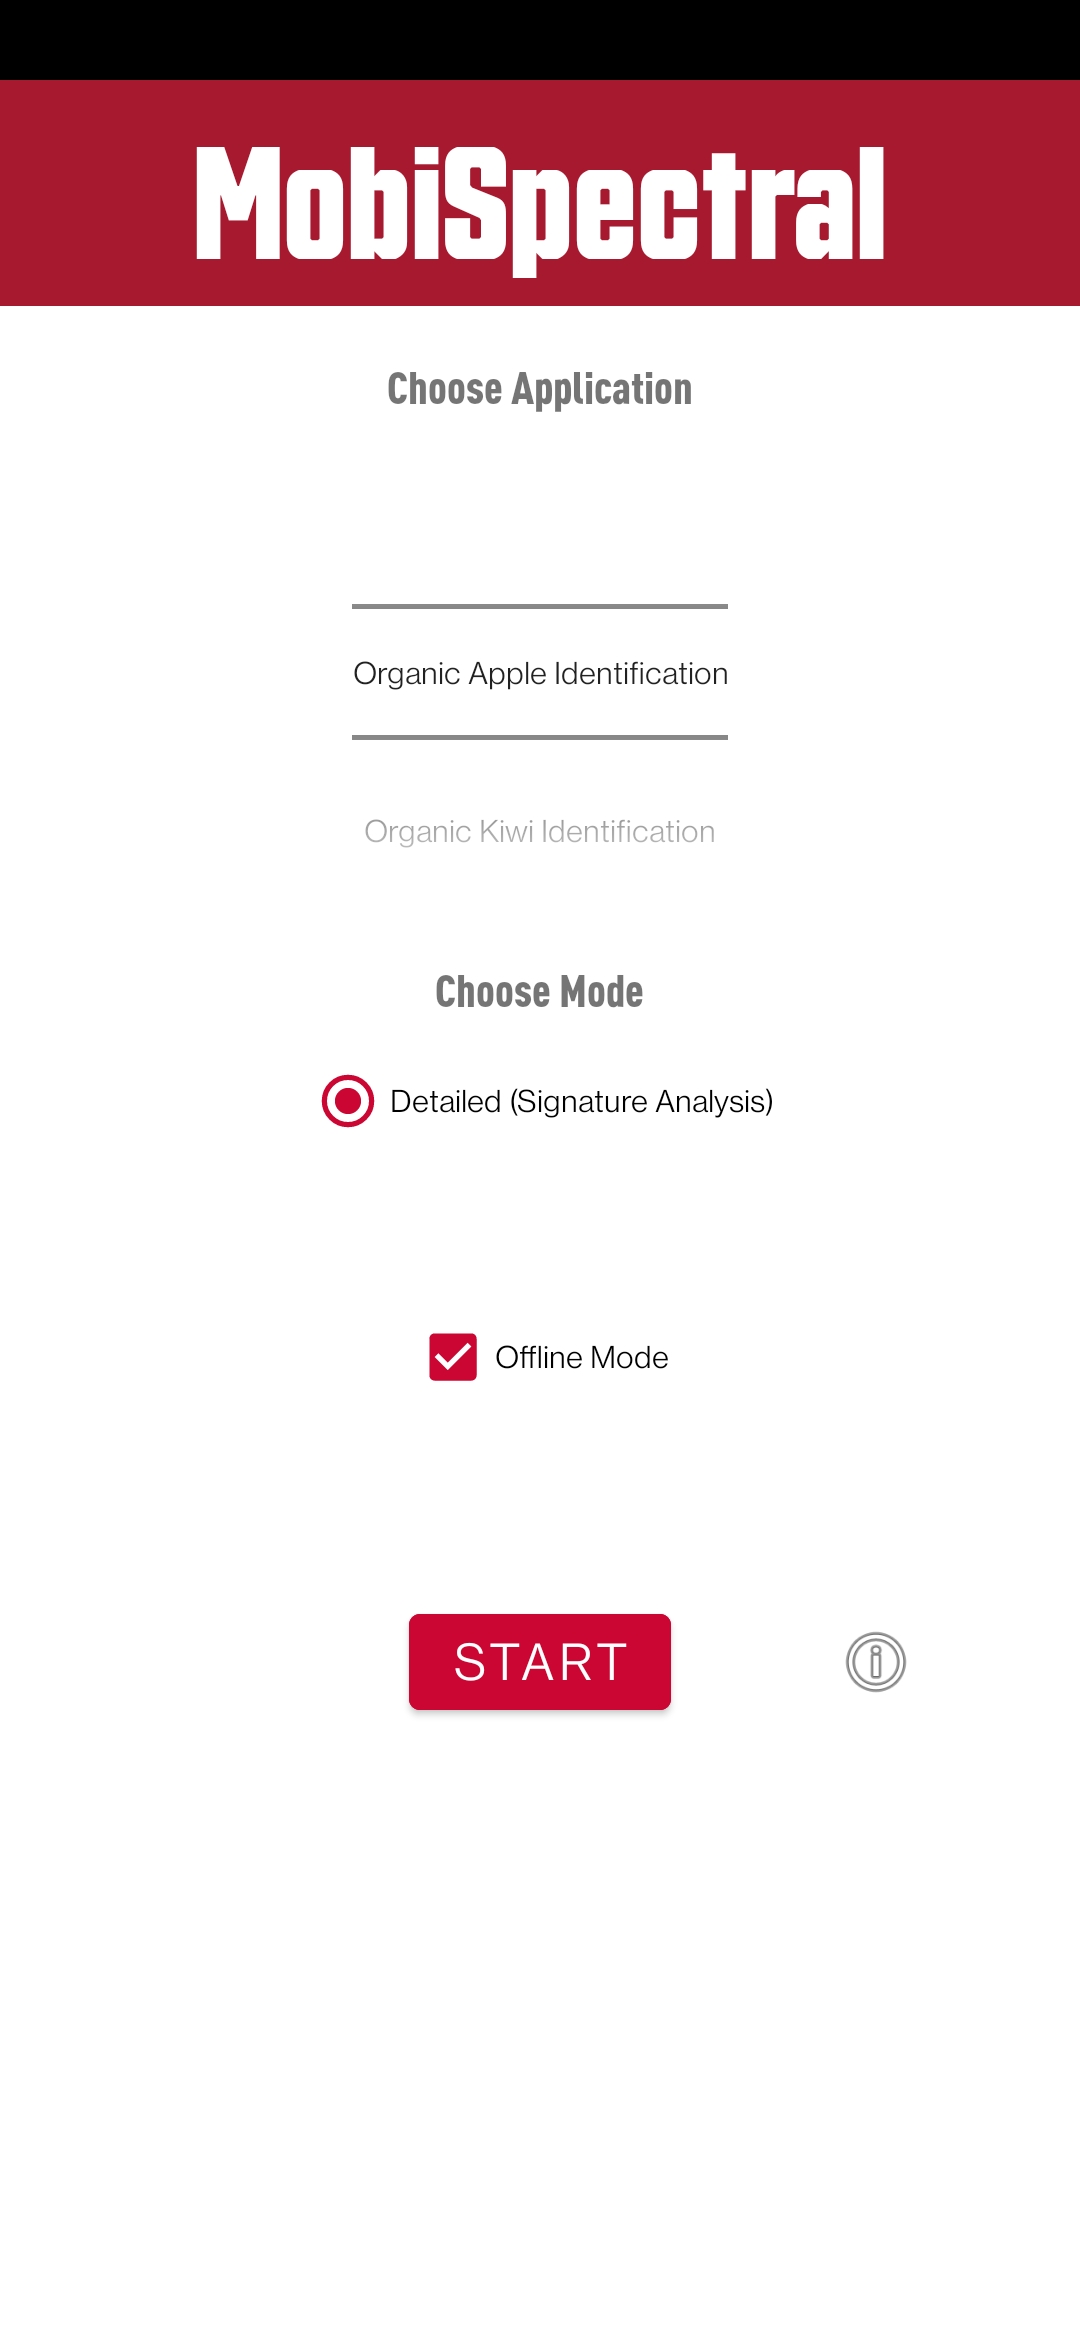 MobiSpectral
Choose Application
Organic Apple Identification
Organic Kiwi Identification
Choose Mode
Detailed (Signature Analysis)
Offline Mode
START